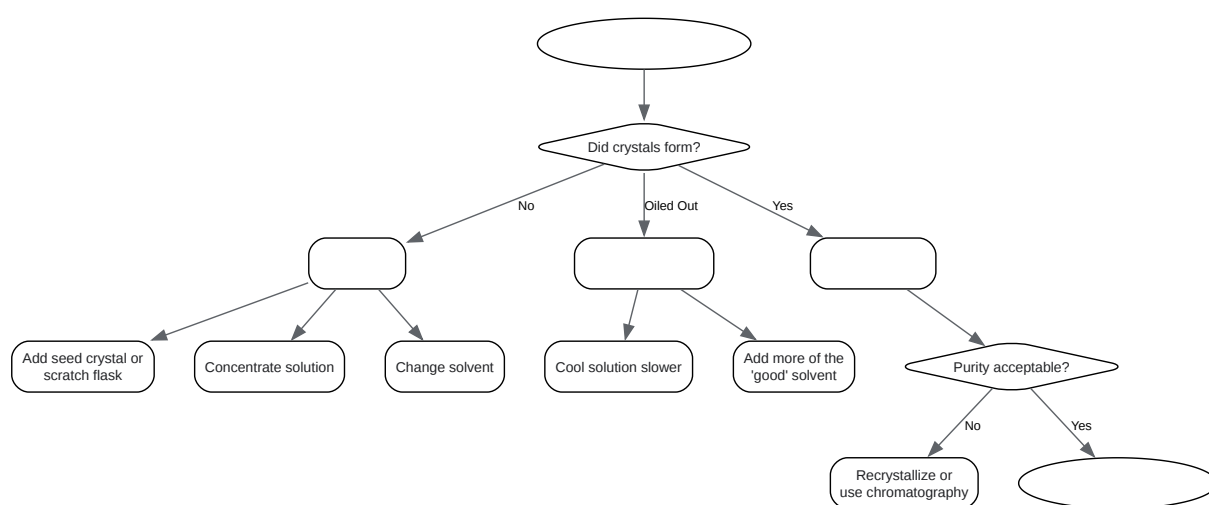 Did crystals form?
No
Oiled Out
Yes
Add seed crystal or
scratch flask
Concentrate solution
Change solvent
Cool solution slower
Add more of the
'good' solvent
Purity acceptable?
No
Yes
Recrystallize or
use chromatography